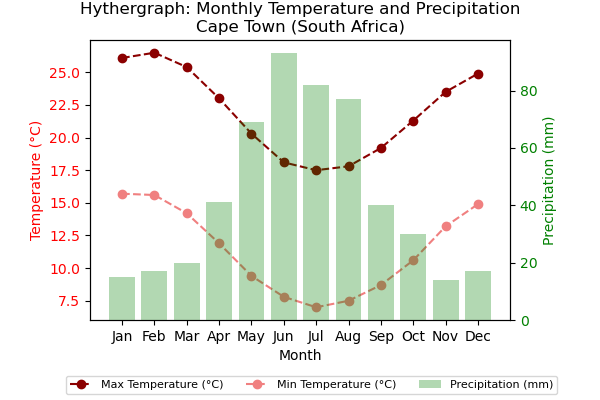 Hythergraph: Monthly Temperature and Precipitation
Cape Town (South Africa)
Temperature (°C)
25.0
22.5
20.0
17.5
15.0
12.5
10.0
7.5
80
60
40
20
0
Precipitation (mm)
Jan Feb Mar Apr May Jun Jul Aug Sep Oct Nov Dec
Month
Max Temperature (°C) Min Temperature (°C) Precipitation (mm)